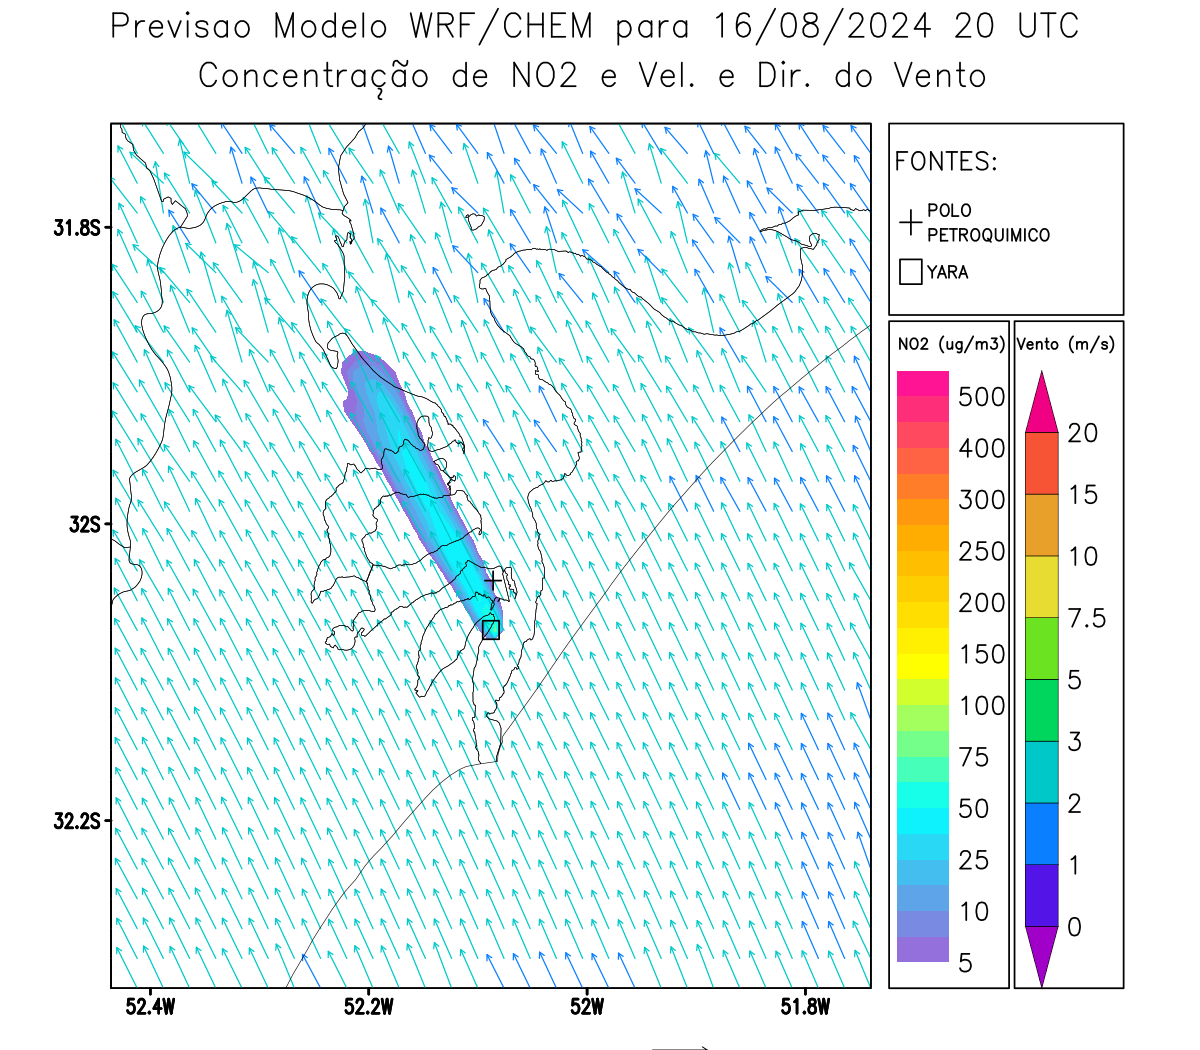 Previsao Modelo WRF/CHEM para 16/08/2024 20 UTC
Concentração de NO2 e Vel. e Dir. do Vento
FONTES:
POLO
PETROQUIMICO
YARA
NO2 (ug/m3)
500
400
300
250
200
150
100
75
50
25
10
5
Vento (m/s)
20
15
10
7.5
5
3
2
1
0
31.8S
32S
32.2S
52.4W
52.2W
52W
51.8W